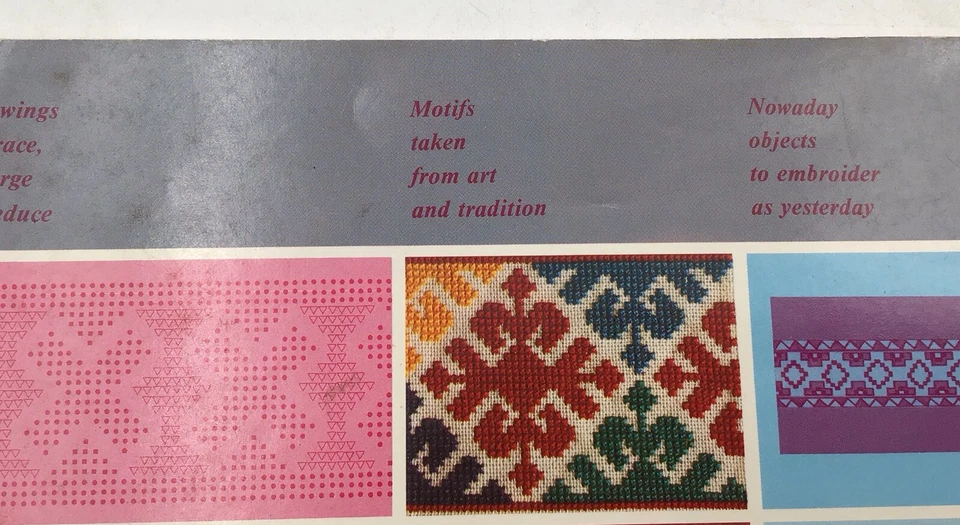 wings
race,
rge
educe
Motifs
taken
from art
and tradition
Nowaday
objects
to embroider
as yesterday